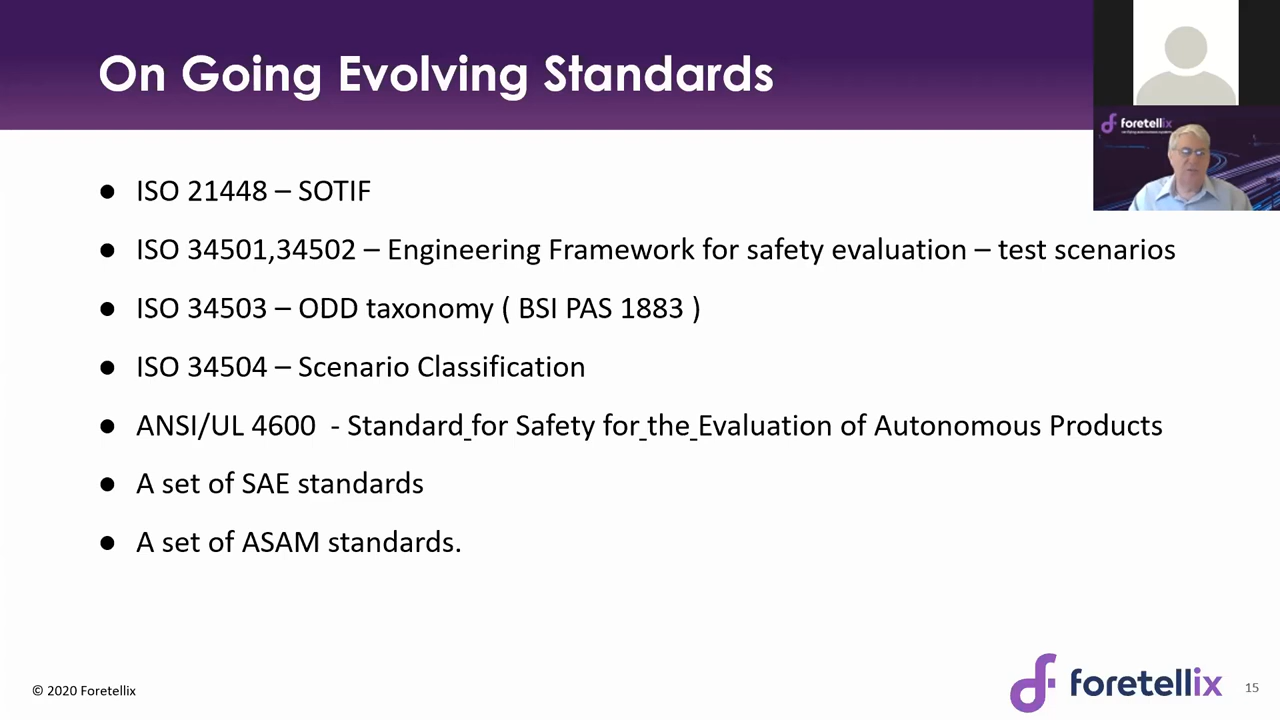 On Going Evolving Standards
foretellix
● ISO 21448 – SOTIF
● ISO 34501,34502 – Engineering Framework for safety evaluation – test scenarios
● ISO 34503 – ODD taxonomy ( BSI PAS 1883 )
● ISO 34504 – Scenario Classification
● ANSI/UL 4600 - Standard for Safety for the Evaluation of Autonomous Products
● A set of SAE standards
● A set of ASAM standards.
© 2020 Foretellix
foretellix
15